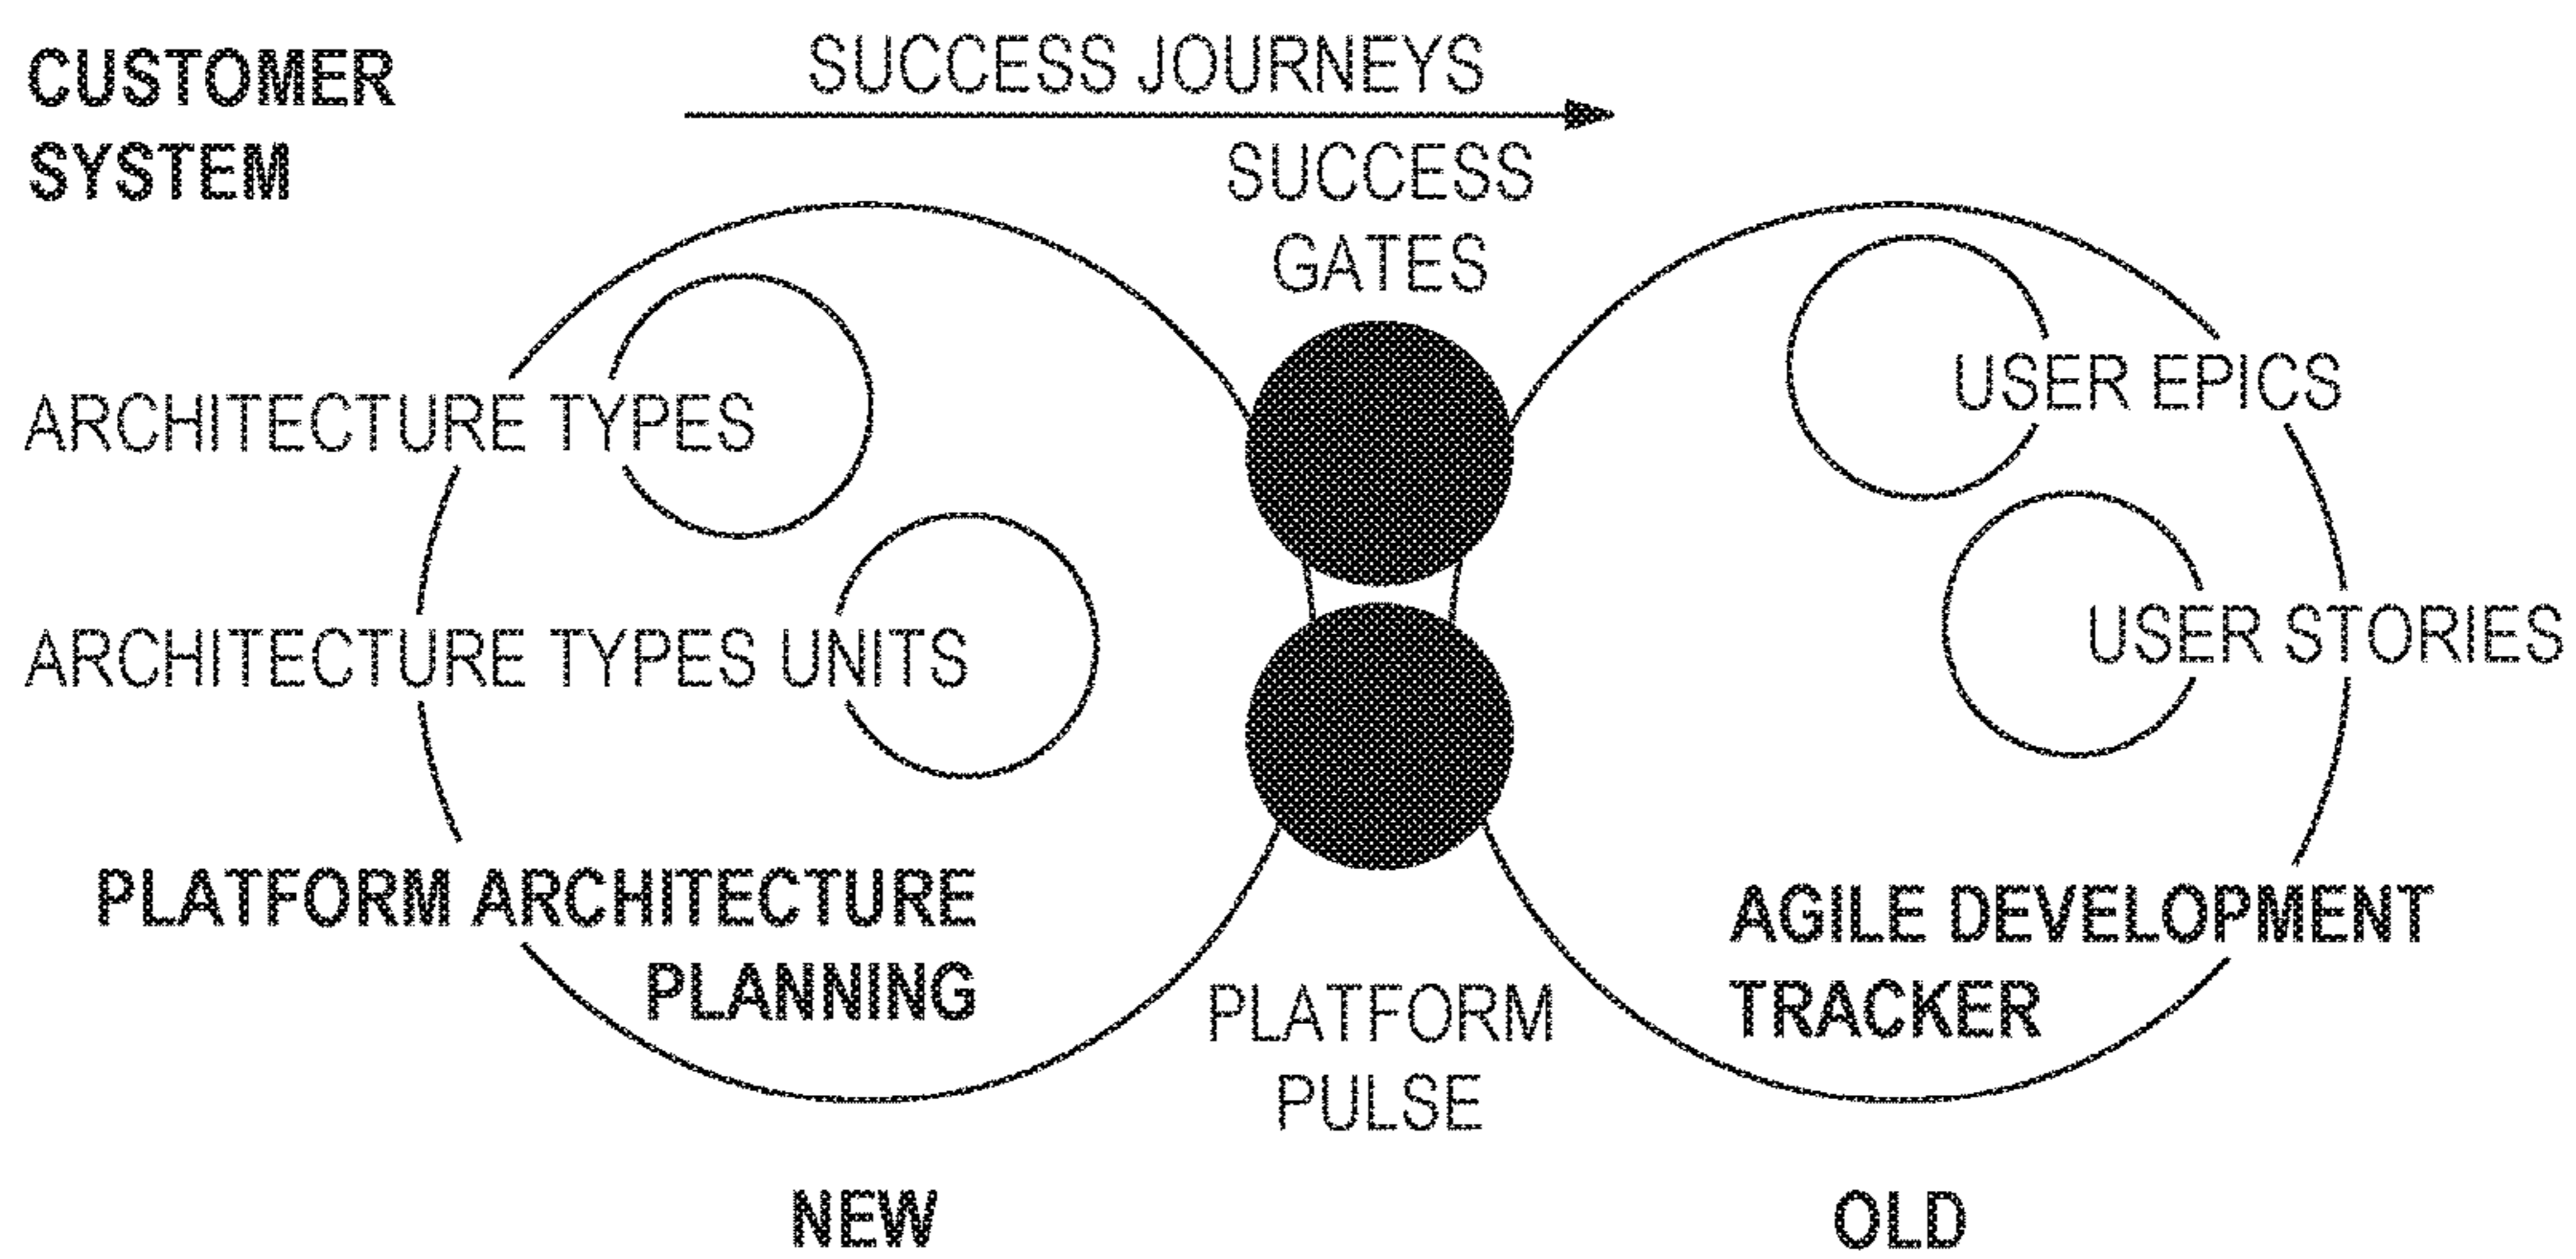 CUSTOMER
SYSTEM
SUCCESS JOURNEYS
SUCCESS
GATES
ARCHITECTURE TYPES
USER EPICS
ARCHITECTURE TYPES UNITS
USER STORIES
PLATFORM ARCHITECTURE
PLANNING
AGILE DEVELOPMENT
TRACKER
PLATFORM
PULSE
NEW
OLD